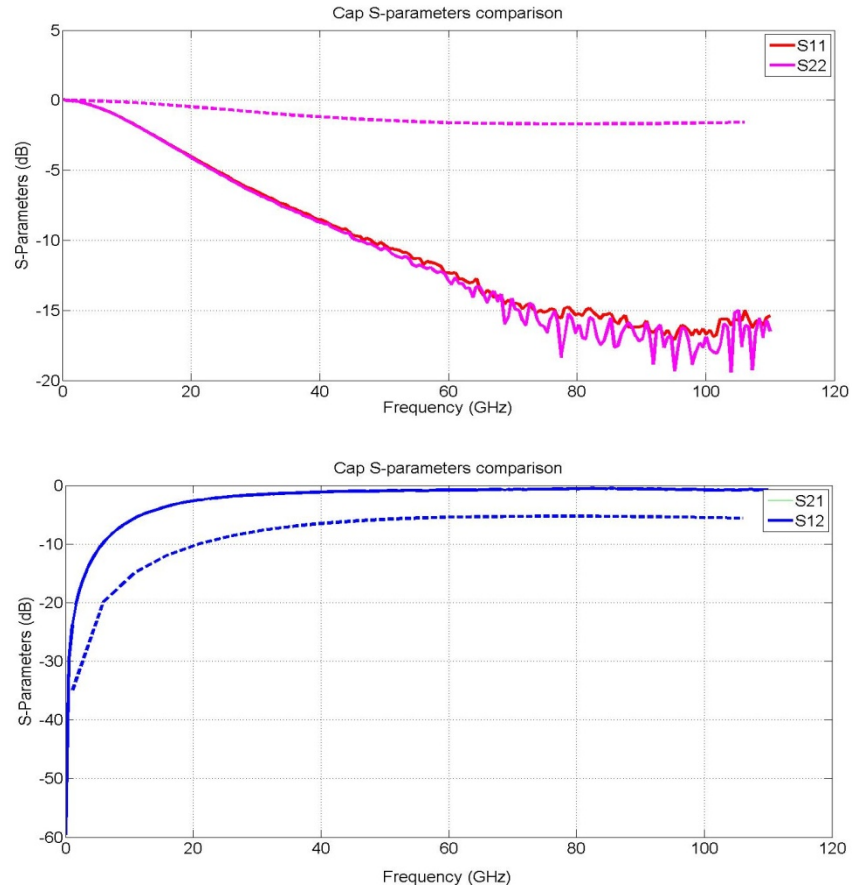 Cap S-parameters comparison
5
0
-5
-10
-15
-20
S-Parameters (dB)
S11
S22
0
20
40
60
80
100
120
Frequency (GHz)
Cap S-parameters comparison
0
-10
-20
-30
-40
-50
-60
S-Parameters (dB)
S21
S12
0
20
40
60
80
100
120
Frequency (GHz)